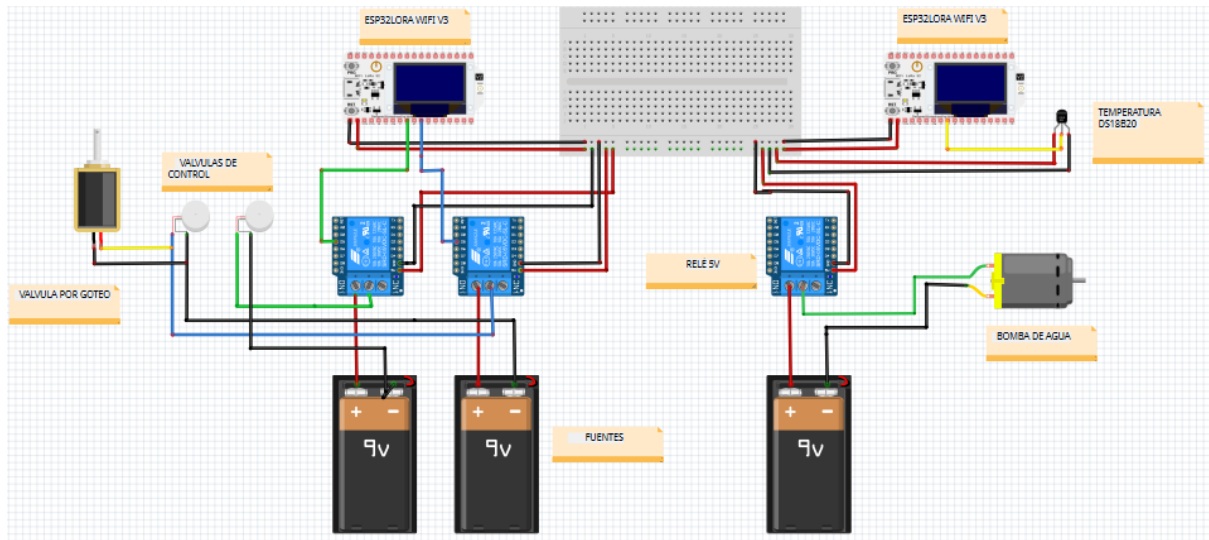 ESP32LORA WIFI V3
ESP32LORA WIFI V3
TEMPERATURA
DS18B20
VALVULAS DE
CONTROL
RELE 5V
VALVULA POR GOTEO
BOMBA DE AGUA
FUENTES
+ −
9v
+ −
9v
+ −
9v